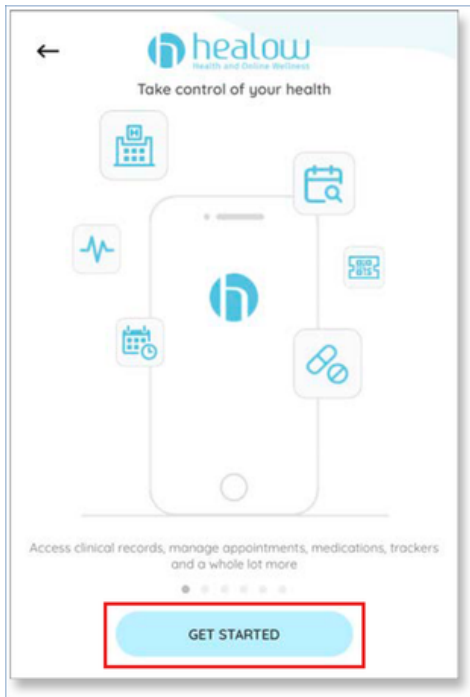 healow
Health and Online Wellness
Take control of your health
H
h
Access clinical records, manage appointments, medications, trackers
and a whole lot more
GET STARTED